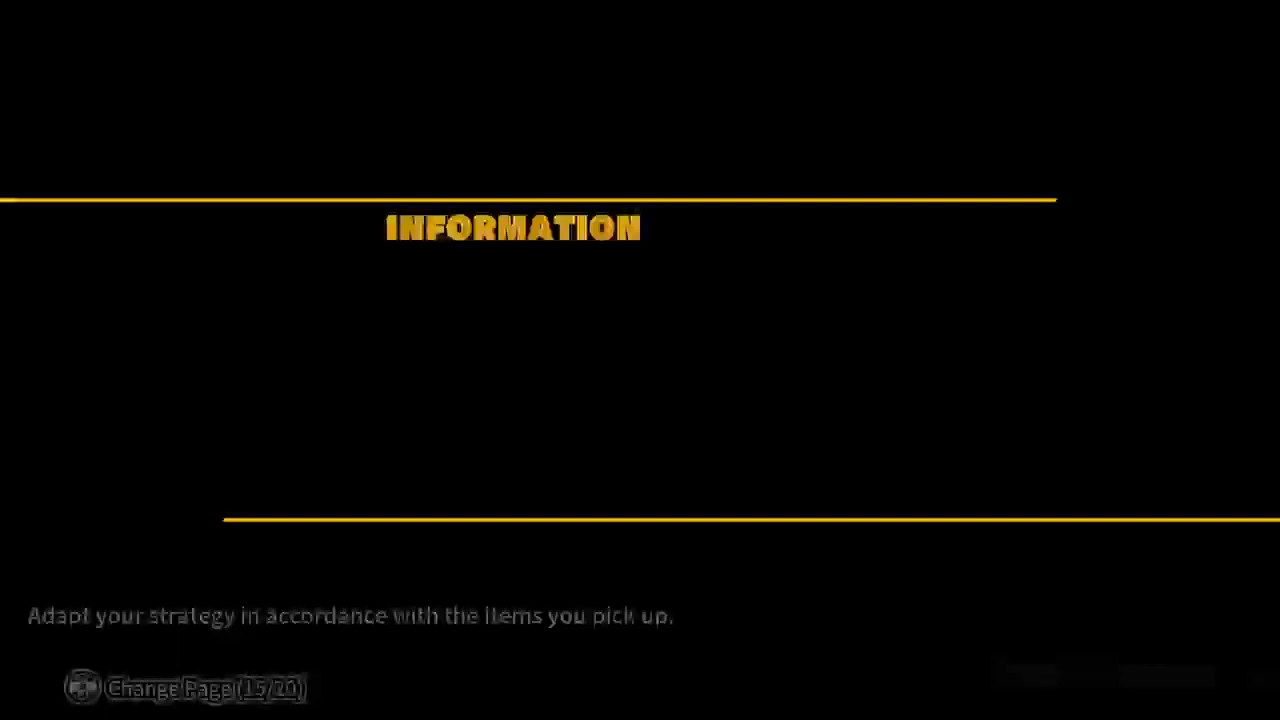 INFORMATION
Adapt your strategy in accordance with the items you pick up.
Change Page (15/20)